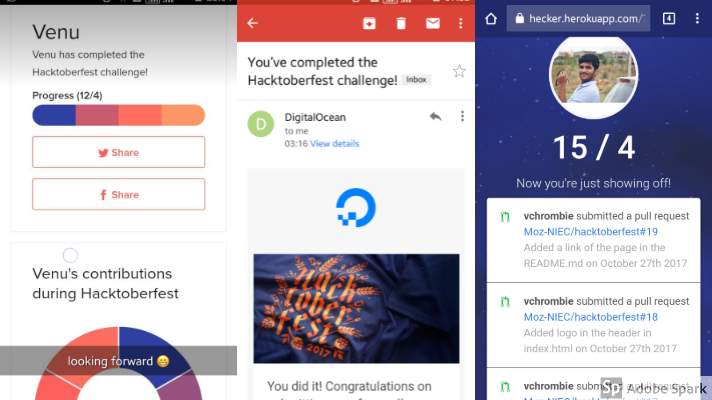 Venu
Venu has completed the
Hacktoberfest challenge!
Progress (12/4)
Share
Share
Venu's contributions
during Hacktoberfest
looking forward
You've completed the
Hacktoberfest challenge! Inbox
D
DigitalOcean
to me
03:16 View details
hack
tober
fest
2017
You did it! Congratulations on
hecker.herokuapp.com/
4
15 / 4
Now you're just showing off!
vchrombie submitted a pull request
Moz-NIEC/hacktoberfest#19
Added a link of the page in the
README.md on October 27th 2017
vchrombie submitted a pull request
Moz-NIEC/hacktoberfest#18
Added logo in the header in
index.html on October 27th 2017
vchrombie submitted a pull request
Sp Adobe Spark